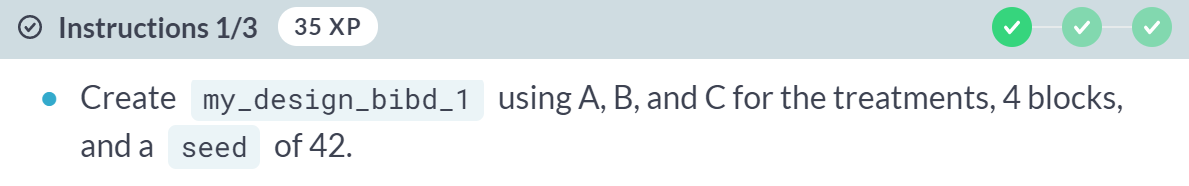 Instructions 1/3 35 XP
Create my_design_bibd_1 using A, B, and C for the treatments, 4 blocks,
and a seed of 42.